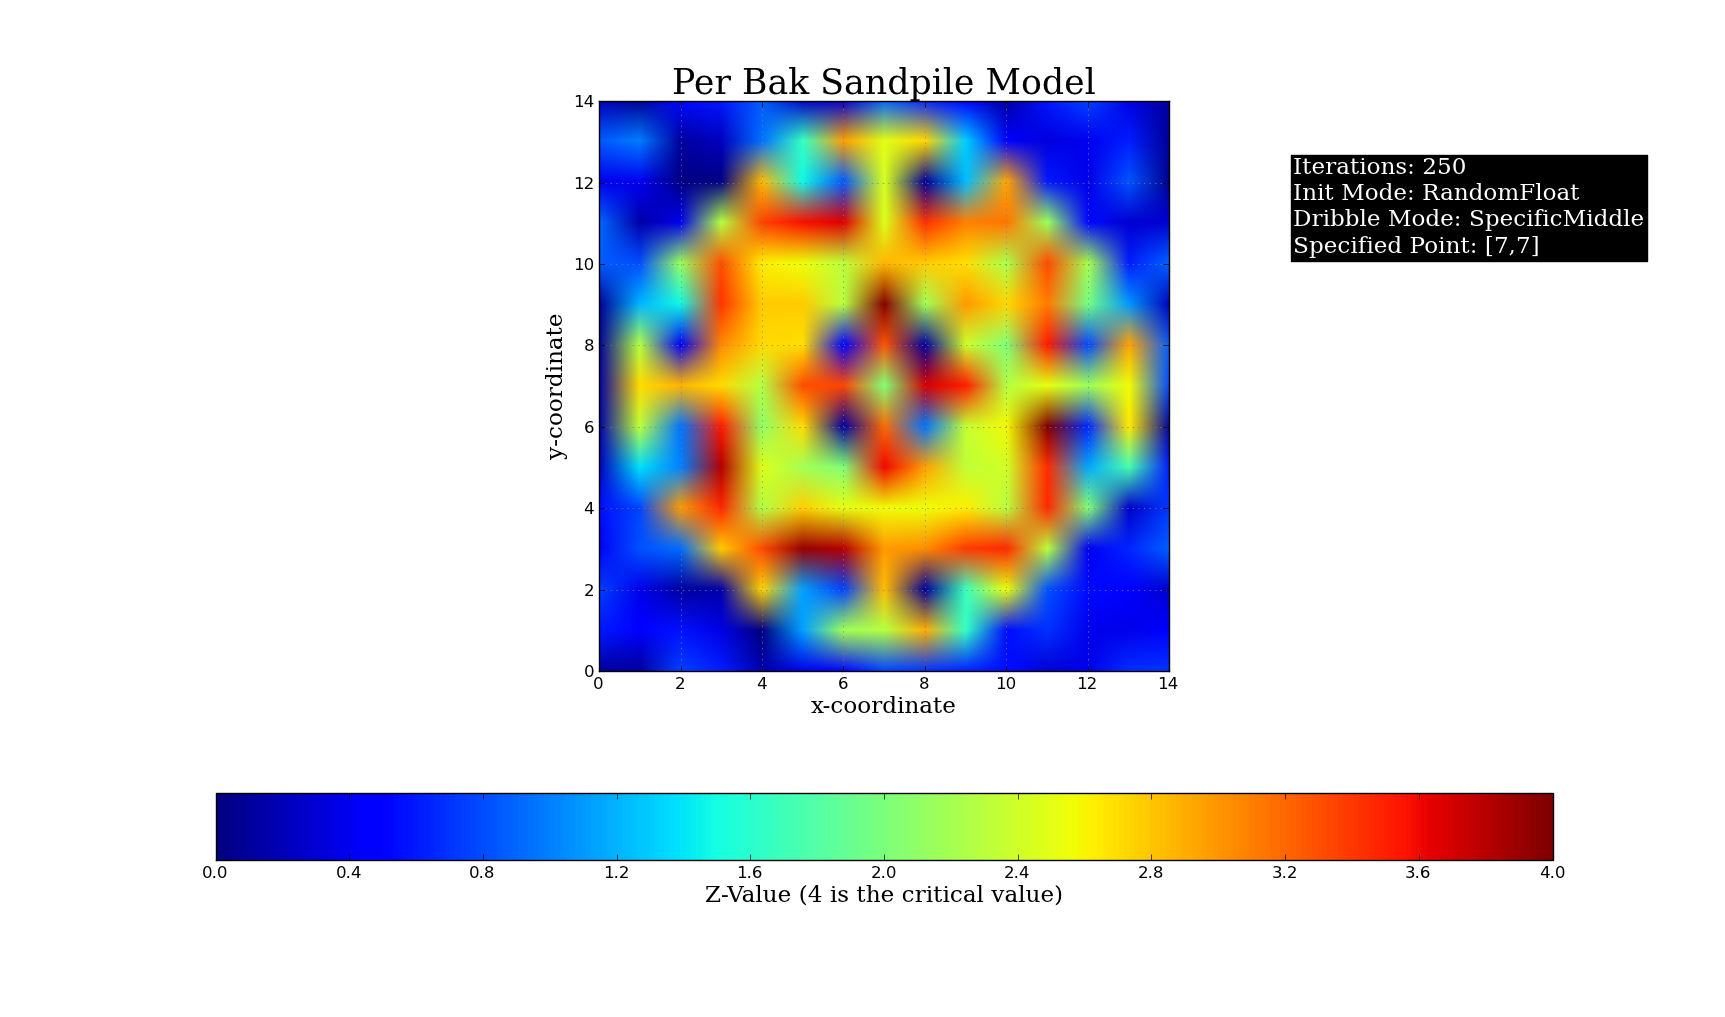 Per Bak Sandpile Model
14
12
10
8
6
4
2
0
y-coordinate
0 2 4 6 8 10 12 14
x-coordinate
Iterations: 250
Init Mode: RandomFloat
Dribble Mode: SpecificMiddle
Specified Point: [7,7]
0.0 0.4 0.8 1.2 1.6 2.0 2.4 2.8 3.2 3.6 4.0
Z-Value (4 is the critical value)